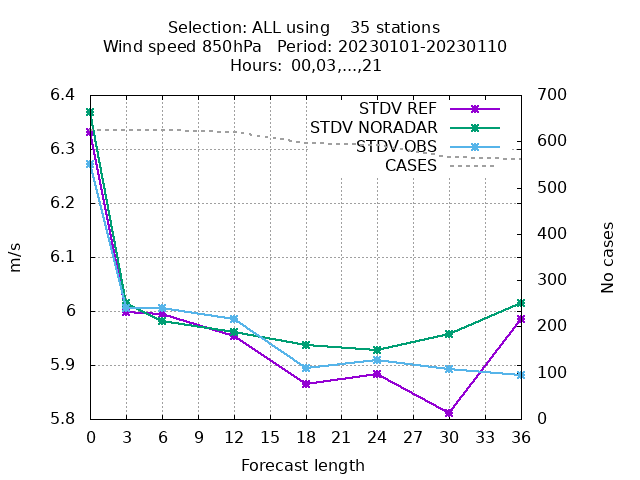 Selection: ALL using    35 stations
Wind speed 850hPa   Period: 20230101-20230110
Hours:  00,03,...,21
STDV REF
STDV NORADAR
STDV OBS
CASES
6.4
6.3
6.2
6.1
6
5.9
5.8
m/s
700
600
500
400
300
200
100
0
No cases
0 3 6 9 12 15 18 21 24 27 30 33 36
Forecast length